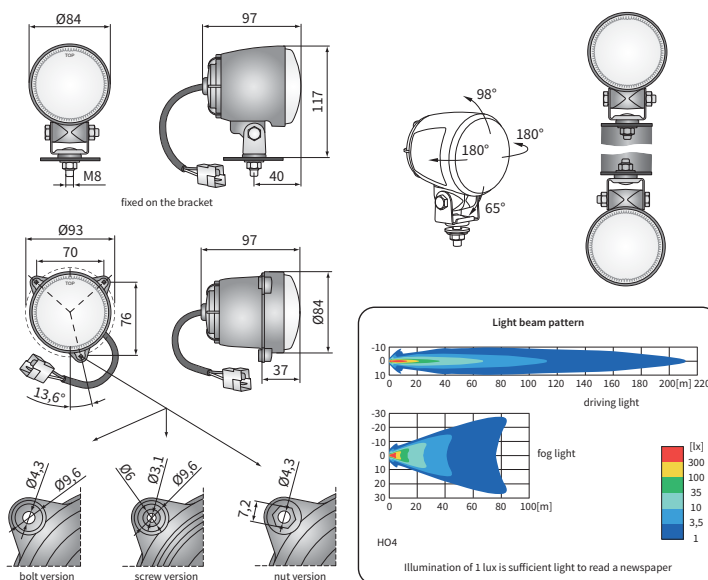 Ø84
97
TOP
117
M8
40
fixed on the bracket
98°
180°
180°
65°
Ø93
70
TOP
76
13,6°
97
Ø84
37
Ø4,3
Ø9,6
bolt version
Ø6
Ø3,1
Ø9,6
screw version
Ø4,3
7,2
nut version
Light beam pattern
-10
0
10
0 20 40 60 80 100 120 140 160 180 200[m] 220
driving light
-30
-20
-10
0
10
20
30
0 20 40 60 80 100[m]
fog light
[lx]
300
100
35
10
3,5
1
HO4
Illumination of 1 lux is sufficient light to read a newspaper